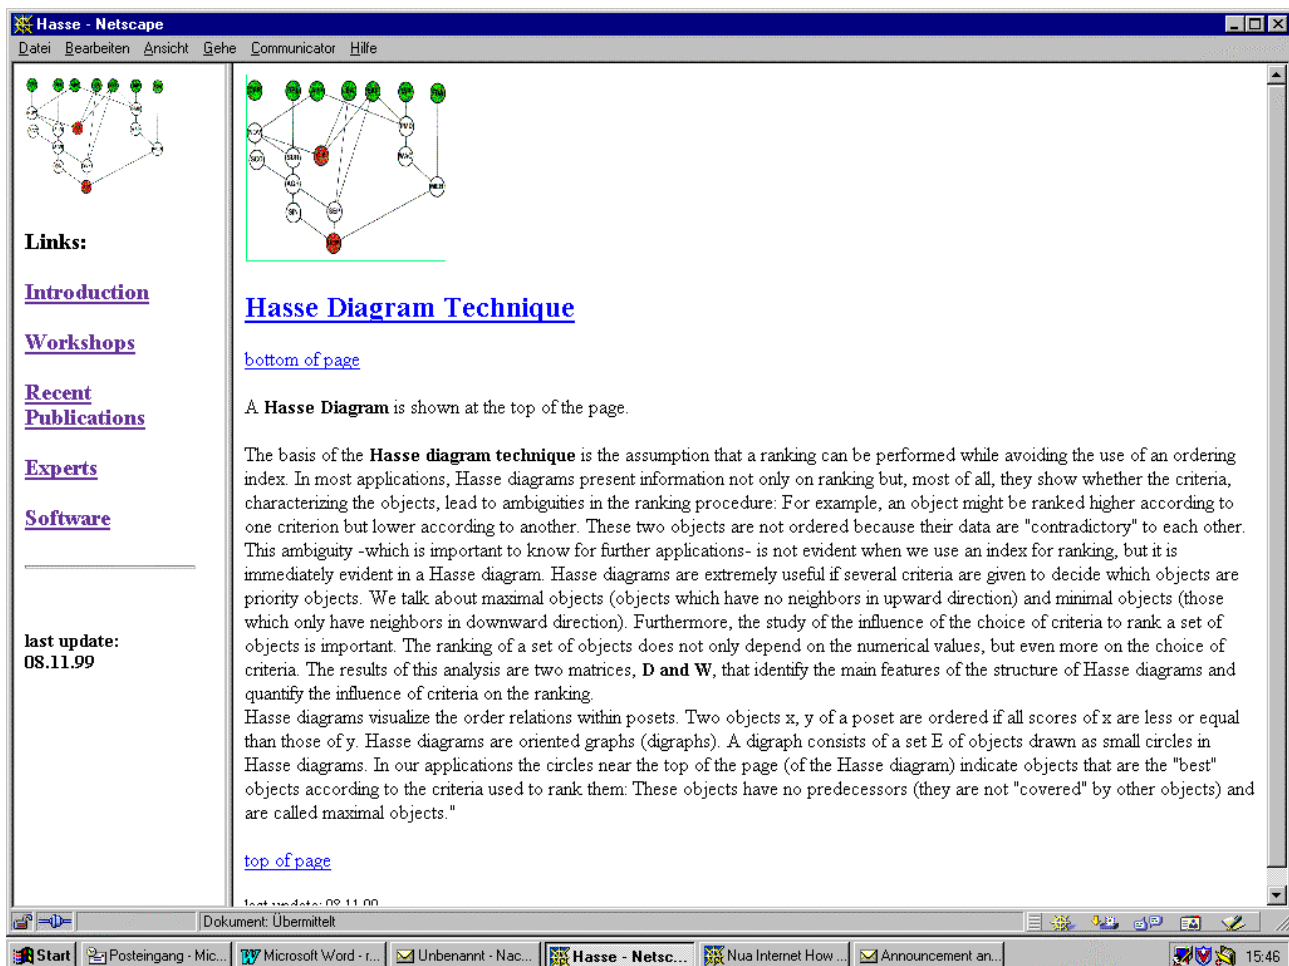 Hasse - Netscape
Datei Bearbeiten Ansicht Gehe Communicator Hilfe
Links:
Introduction
Workshops
Recent
Publications
Experts
Software
last update:
08.11.99
Hasse Diagram Technique
bottom of page
A Hasse Diagram is shown at the top of the page.
The basis of the Hasse diagram technique is the assumption that a ranking can be performed while avoiding the use of an ordering
index. In most applications, Hasse diagrams present information not only on ranking but, most of all, they show whether the criteria,
characterizing the objects, lead to ambiguities in the ranking procedure: For example, an object might be ranked higher according to
one criterion but lower according to another. These two objects are not ordered because their data are "contradictory" to each other.
This ambiguity -which is important to know for further applications- is not evident when we use an index for ranking, but it is
immediately evident in a Hasse diagram. Hasse diagrams are extremely useful if several criteria are given to decide which objects are
priority objects. We talk about maximal objects (objects which have no neighbors in upward direction) and minimal objects (those
which only have neighbors in downward direction). Furthermore, the study of the influence of the choice of criteria to rank a set of
objects is important. The ranking of a set of objects does not only depend on the numerical values, but even more on the choice of
criteria. The results of this analysis are two matrices, D and W, that identify the main features of the structure of Hasse diagrams and
quantify the influence of criteria on the ranking.
Hasse diagrams visualize the order relations within posets. Two objects x, y of a poset are ordered if all scores of x are less or equal
than those of y. Hasse diagrams are oriented graphs (digraphs). A digraph consists of a set E of objects drawn as small circles in
Hasse diagrams. In our applications the circles near the top of the page (of the Hasse diagram) indicate objects that are the "best"
objects according to the criteria used to rank them: These objects have no predecessors (they are not "covered" by other objects) and
are called maximal objects."
top of page
last update: 08.11.99
Dokument: Übermittelt
Start Posteingang - Mic... Microsoft Word - r... Unbenannt - Nac... Hasse - Netsc... Nua Internet How ... Announcement an... 15:46